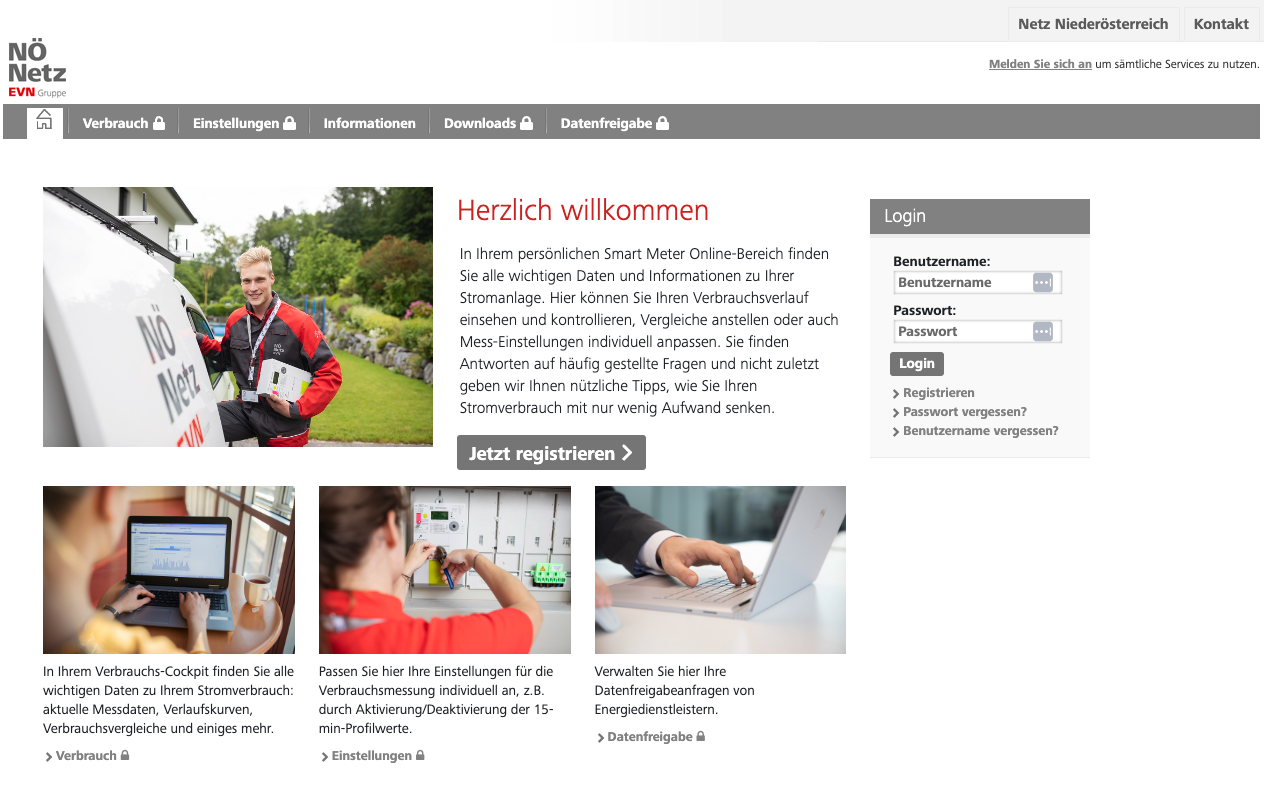 Netz Niederösterreich
Kontakt
NÖ
Netz
EVN Gruppe
Melden Sie sich an um sämtliche Services zu nutzen.
Verbrauch
Einstellungen
Informationen
Downloads
Datenfreigabe
NÖ
Netz
EVN
NÖ
Netz
EVN
Herzlich willkommen
In Ihrem persönlichen Smart Meter Online-Bereich finden
Sie alle wichtigen Daten und Informationen zu Ihrer
Stromanlage. Hier können Sie Ihren Verbrauchsverlauf
einsehen und kontrollieren, Vergleiche anstellen oder auch
Mess-Einstellungen individuell anpassen. Sie finden
Antworten auf häufig gestellte Fragen und nicht zuletzt
geben wir Ihnen nützliche Tipps, wie Sie Ihren
Stromverbrauch mit nur wenig Aufwand senken.
Jetzt registrieren
Login
Benutzername:
Benutzername
Passwort:
Passwort
Login
Registrieren
Passwort vergessen?
Benutzername vergessen?
In Ihrem Verbrauchs-Cockpit finden Sie alle
wichtigen Daten zu Ihrem Stromverbrauch:
aktuelle Messdaten, Verlaufskurven,
Verbrauchsvergleiche und einiges mehr.
Verbrauch
Passen Sie hier Ihre Einstellungen für die
Verbrauchsmessung individuell an, z.B.
durch Aktivierung/Deaktivierung der 15-
min-Profilwerte.
Einstellungen
Verwalten Sie hier Ihre
Datenfreigabeanfragen von
Energiedienstleistern.
Datenfreigabe